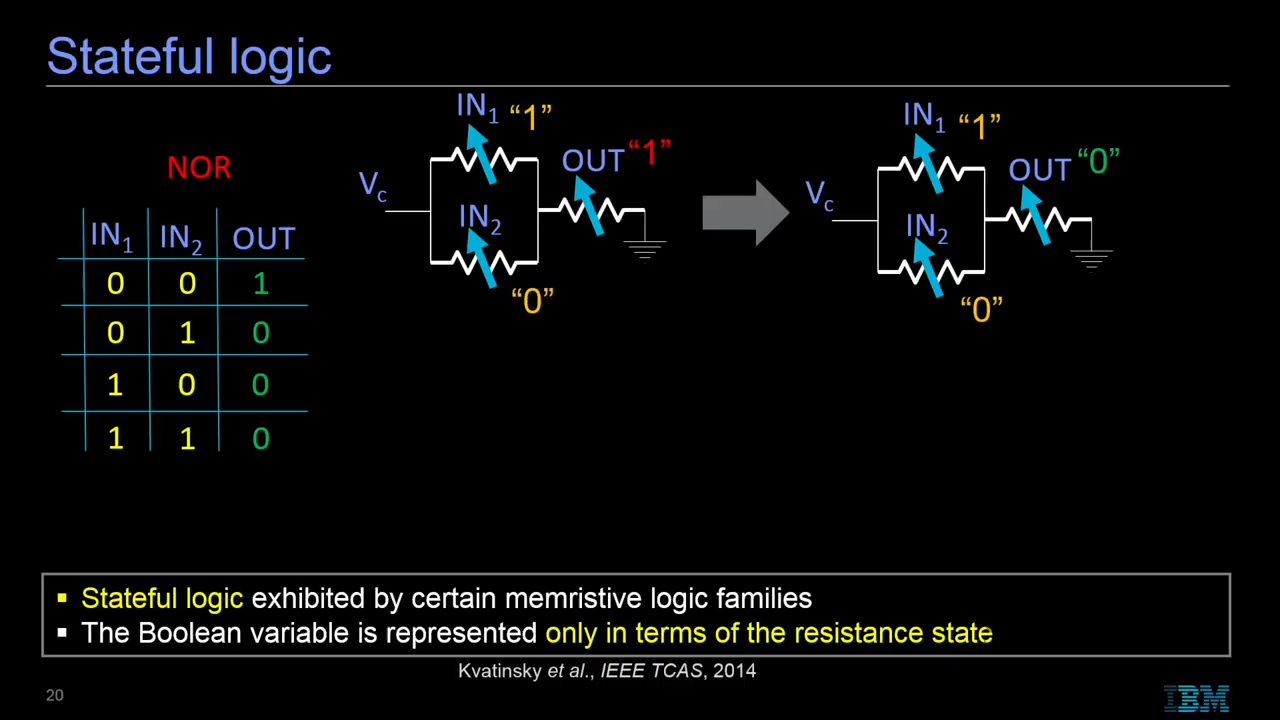 Stateful logic
NOR
IN1 IN2 OUT
0 0 1
0 1 0
1 0 0
1 1 0
IN1 “1”
OUT “1”
Vc
IN2
“0”
IN1 “1”
OUT “0”
Vc
IN2
“0”
▪ Stateful logic exhibited by certain memristive logic families
▪ The Boolean variable is represented only in terms of the resistance state
Kvatinsky et al., IEEE TCAS, 2014
20
IBM